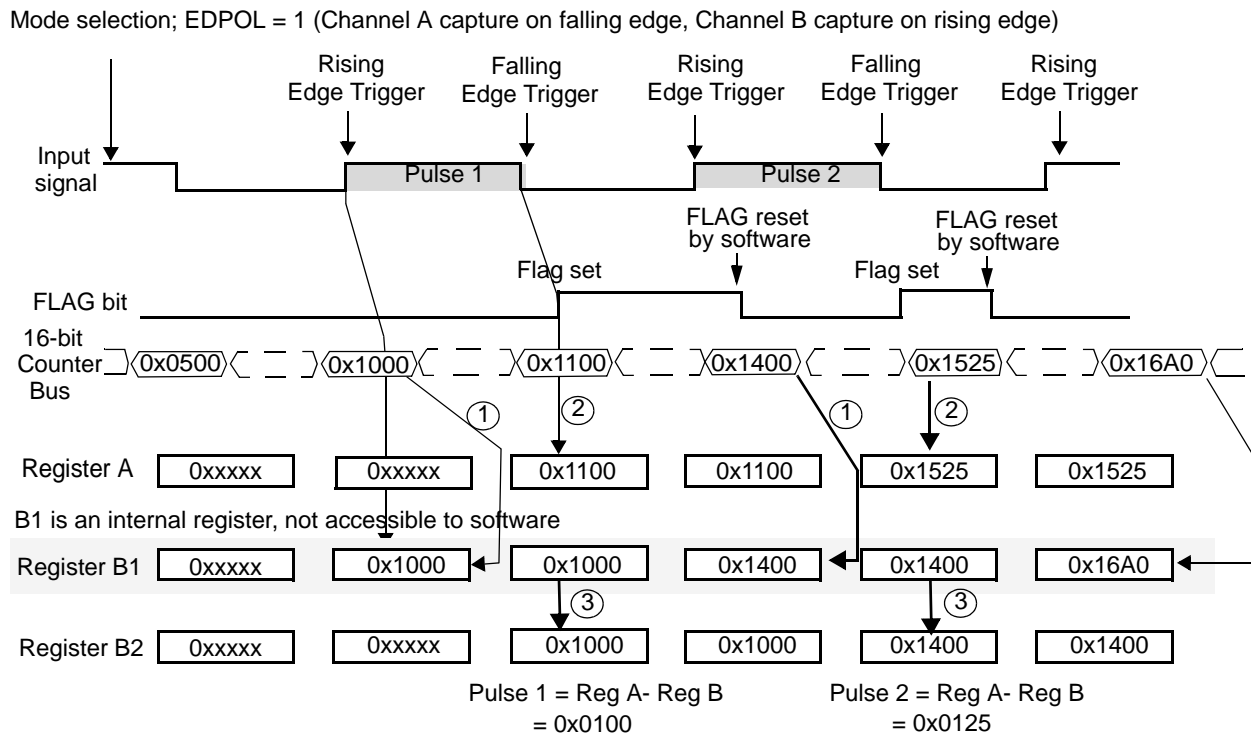 Mode selection; EDPOL = 1 (Channel A capture on falling edge, Channel B capture on rising edge)
Rising
Edge Trigger
Falling
Edge Trigger
Rising
Edge Trigger
Falling
Edge Trigger
Rising
Edge Trigger
Input
signal
Pulse 1
Pulse 2
FLAG reset
by software
FLAG reset
by software
Flag set
Flag set
FLAG bit
16-bit
Counter
Bus
0x0500
0x1000
0x1100
0x1400
0x1525
0x16A0
1
2
1
2
Register A
0xxxxx
0xxxxx
0x1100
0x1100
0x1525
0x1525
B1 is an internal register, not accessible to software
Register B1
0xxxxx
0x1000
0x1000
0x1400
0x1400
0x16A0
3
3
Register B2
0xxxxx
0xxxxx
0x1000
0x1000
0x1400
0x1400
Pulse 1 = Reg A- Reg B
= 0x0100
Pulse 2 = Reg A- Reg B
= 0x0125